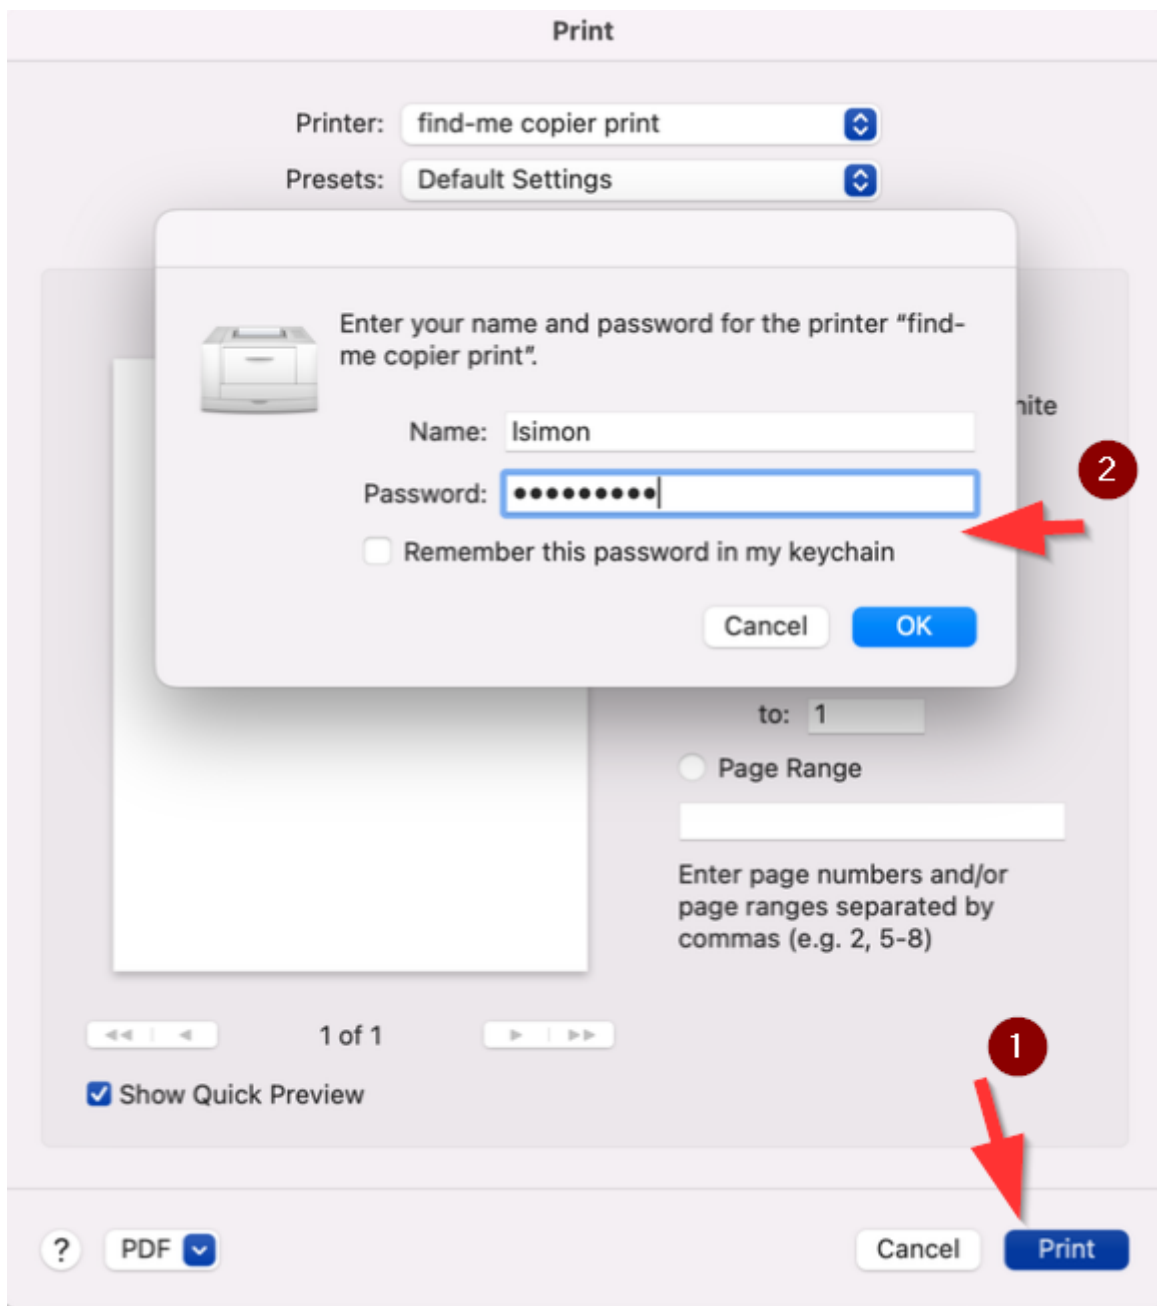 Print
Printer: find-me copier print
Presets: Default Settings
Enter your name and password for the printer “find-
me copier print”.
Name: lsimon
Password: •••••••••
Remember this password in my keychain
Cancel OK
2
to: 1
Page Range
Enter page numbers and/or
page ranges separated by
commas (e.g. 2, 5-8)
1 of 1
1
Show Quick Preview
? PDF Cancel Print